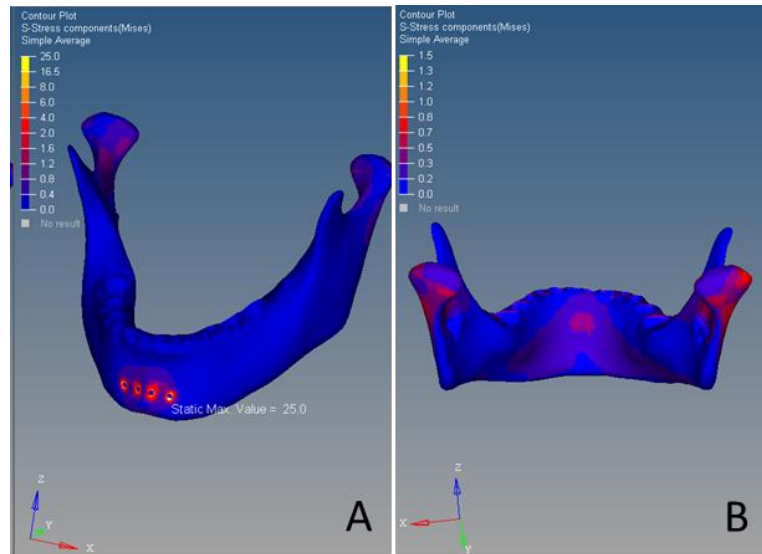 Contour Plot
S-Stress components(Mises)
Simple Average
25.0
16.5
8.0
6.0
4.0
2.0
1.6
1.2
0.8
0.4
0.0
No result
Static Max. Value = 25.0
Z
Y
X
A
Contour Plot
S-Stress components(Mises)
Simple Average
1.5
1.3
1.2
1.0
0.8
0.7
0.5
0.3
0.2
0.0
No result
Z
X
Y
B